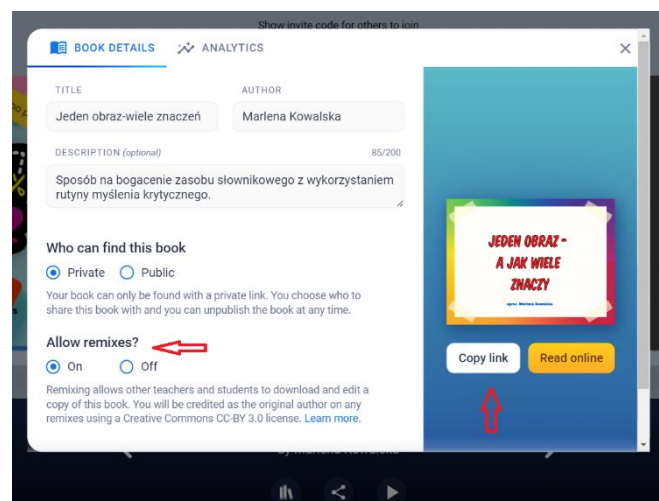 Show invite code for others to join
BOOK DETAILS
ANALYTICS
TITLE
AUTHOR
Jeden obraz-wiele znaczeń
Marlena Kowalska
DESCRIPTION (optional)
85/200
Sposób na bogacenie zasobu słownikowego z wykorzystaniem
rutyny myślenia krytycznego.
Who can find this book
Private
Public
Your book can only be found with a private link. You choose who to
share this book with and you can unpublish the book at any time.
Allow remixes?
On
Off
Remixing allows other teachers and students to download and edit a
copy of this book. You will be credited as the original author on any
remixes using a Creative Commons CC-BY 3.0 license. Learn more.
JEDEN OBRAZ -
A JAK WIELE
ZNACZY
Copy link
Read online